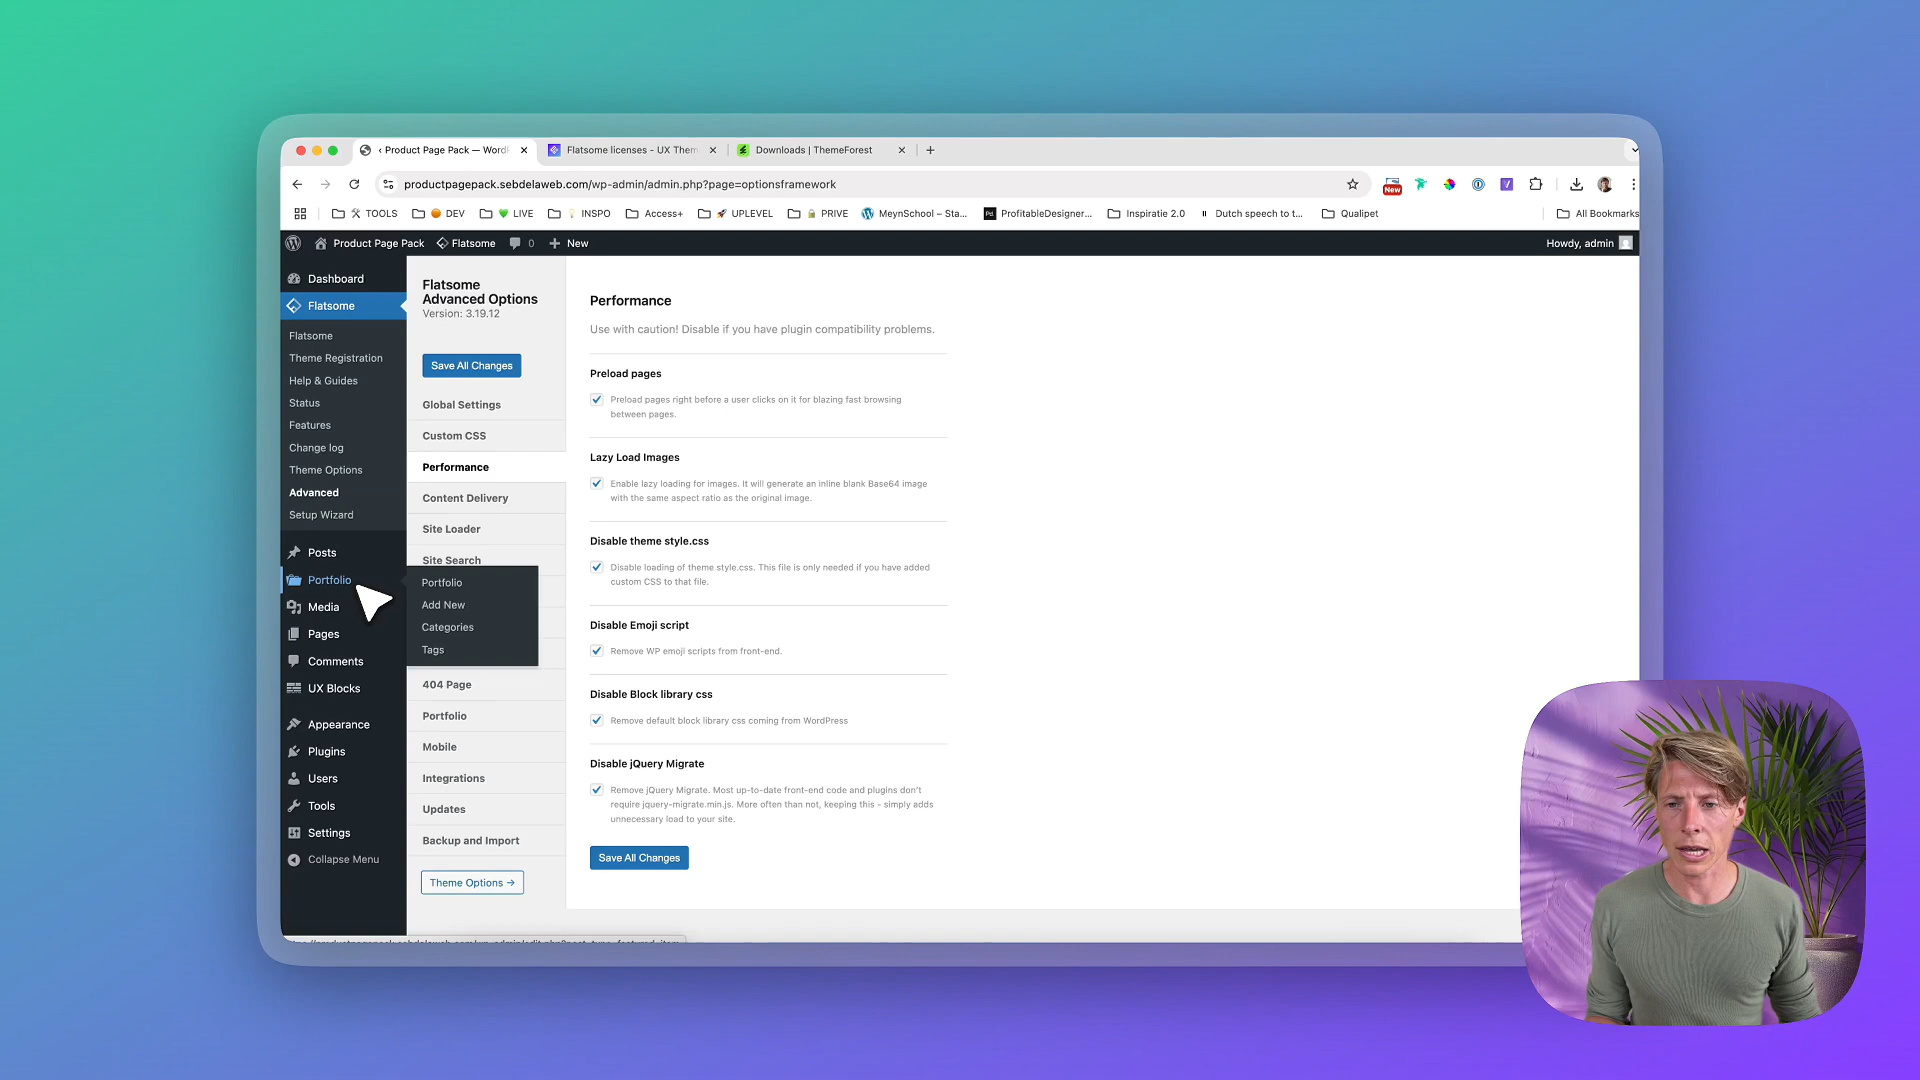 ‹ Product Page Pack — WordP
Flatsome licenses - UX Them
Downloads | ThemeForest
productpagepack.sebdelaweb.com/wp-admin/admin.php?page=optionsframework
New
TOOLS
DEV
LIVE
INSPO
Access+
UPLEVEL
PRIVE
MeynSchool – Sta...
Pd.
ProfitableDesigner...
Inspiratie 2.0
Dutch speech to t...
Qualipet
All Bookmarks
Product Page Pack
Flatsome
0
New
Howdy, admin
Dashboard
Flatsome
Flatsome
Theme Registration
Help & Guides
Status
Features
Change log
Theme Options
Advanced
Setup Wizard
Posts
Portfolio
Media
Pages
Comments
UX Blocks
Appearance
Plugins
Users
Tools
Settings
Collapse Menu
Portfolio
Add New
Categories
Tags
Flatsome
Advanced Options
Version: 3.19.12
Save All Changes
Global Settings
Custom CSS
Performance
Content Delivery
Site Loader
Site Search
404 Page
Portfolio
Mobile
Integrations
Updates
Backup and Import
Theme Options →
Performance
Use with caution! Disable if you have plugin compatibility problems.
Preload pages
Preload pages right before a user clicks on it for blazing fast browsing
between pages.
Lazy Load Images
Enable lazy loading for images. It will generate an inline blank Base64 image
with the same aspect ratio as the original image.
Disable theme style.css
Disable loading of theme style.css. This file is only needed if you have added
custom CSS to that file.
Disable Emoji script
Remove WP emoji scripts from front-end.
Disable Block library css
Remove default block library css coming from WordPress
Disable jQuery Migrate
Remove jQuery Migrate. Most up-to-date front-end code and plugins don't
require jquery-migrate.min.js. More often than not, keeping this - simply adds
unnecessary load to your site.
Save All Changes